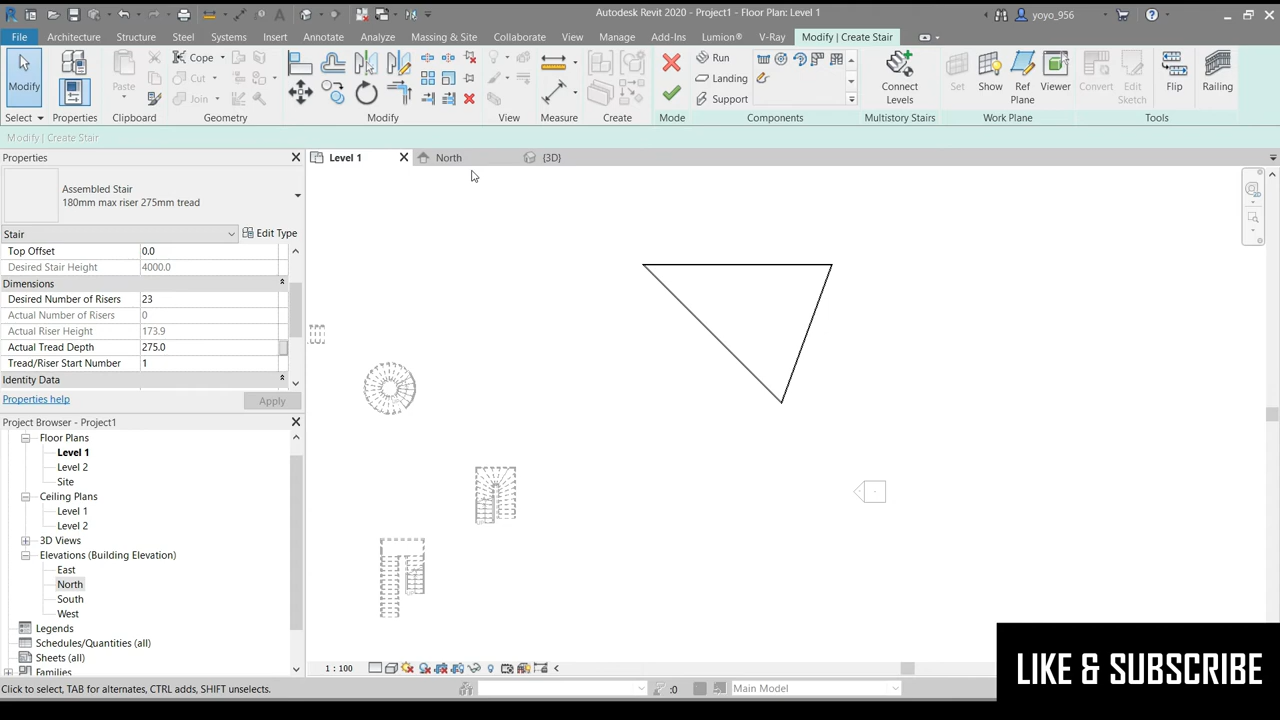 Autodesk Revit 2020 - Project1 - Floor Plan: Level 1
yoyo_956
File Architecture Structure Steel Systems Insert Annotate Analyze Massing & Site Collaborate View Manage Add-Ins Lumion® V-Ray Modify | Create Stair
Modify
Paste
Cope
Cut
Join
Run
Landing
Support
Connect Levels
Set
Show
Ref Plane
Viewer
Convert
Edit Sketch
Flip
Railing
Select Properties Clipboard Geometry Modify View Measure Create Mode Components Multistory Stairs Work Plane Tools
Modify | Create Stair
Properties
Level 1
North
{3D}
Assembled Stair
180mm max riser 275mm tread
Stair
Edit Type
Top Offset 0.0
Desired Stair Height 4000.0
Dimensions
Desired Number of Risers 23
Actual Number of Risers 0
Actual Riser Height 173.9
Actual Tread Depth 275.0
Tread/Riser Start Number 1
Identity Data
Properties help
Apply
Project Browser - Project1
Floor Plans
Level 1
Level 2
Site
Ceiling Plans
Level 1
Level 2
3D Views
Elevations (Building Elevation)
East
North
South
West
Legends
Schedules/Quantities (all)
Sheets (all)
Families
1 : 100
Click to select, TAB for alternates, CTRL adds, SHIFT unselects.
:0
Main Model
LIKE & SUBSCRIBE